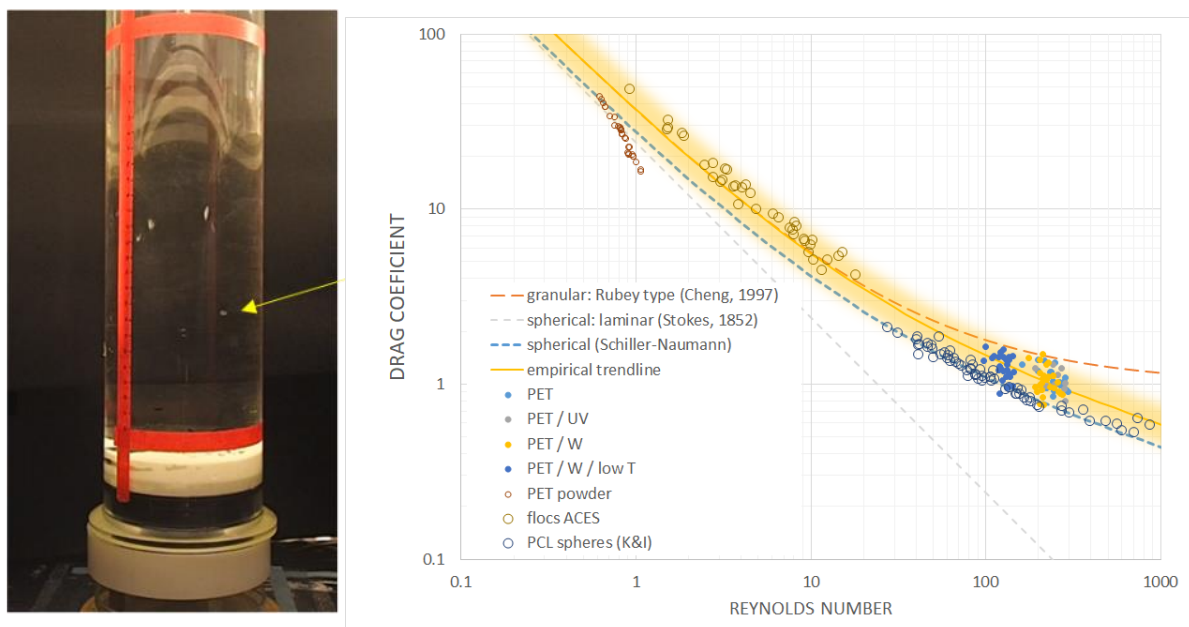 100
10
1
0.1
DRAG COEFFICIENT
granular: Rubey type (Cheng, 1997)
spherical: laminar (Stokes, 1852)
spherical (Schiller-Naumann)
empirical trendline
PET
PET / UV
PET / W
PET / W / low T
PET powder
flocs ACES
PCL spheres (K&I)
0.1 1 10 100 1000
REYNOLDS NUMBER